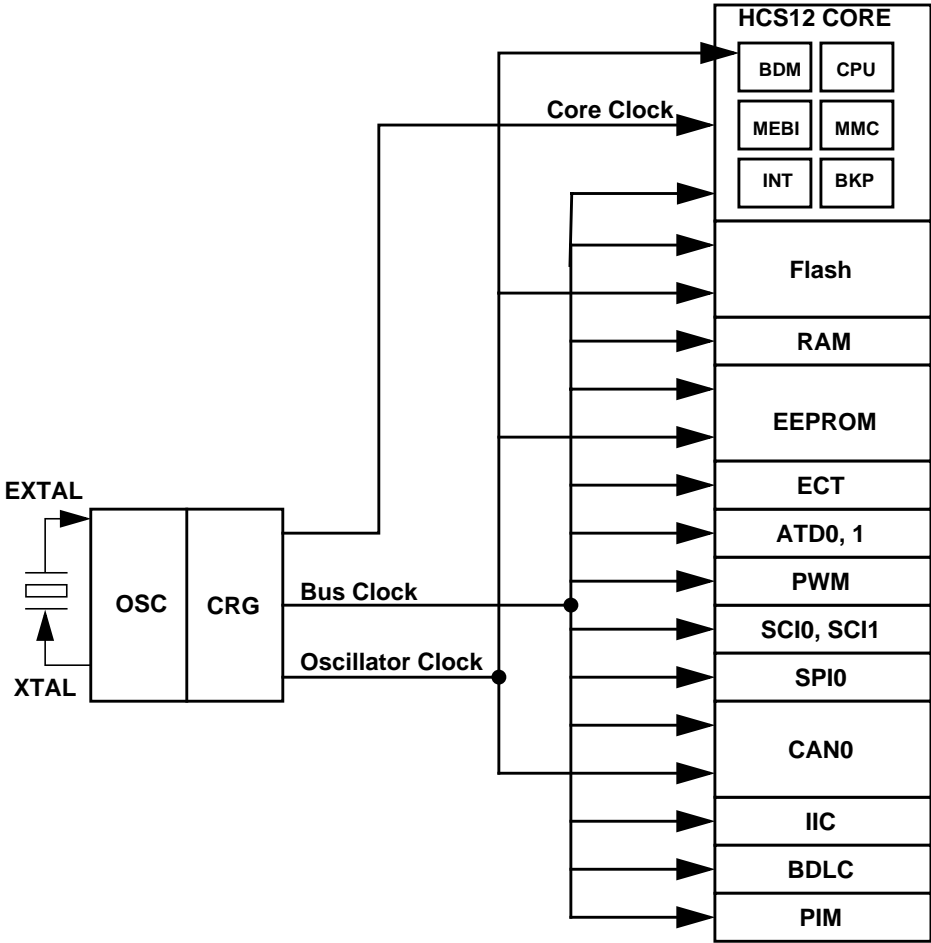 HCS12 CORE
BDM
CPU
Core Clock
MEBI
MMC
INT
BKP
Flash
RAM
EEPROM
EXTAL
ECT
ATD0, 1
PWM
OSC
CRG
Bus Clock
SCI0, SCI1
Oscillator Clock
XTAL
SPI0
CAN0
IIC
BDLC
PIM